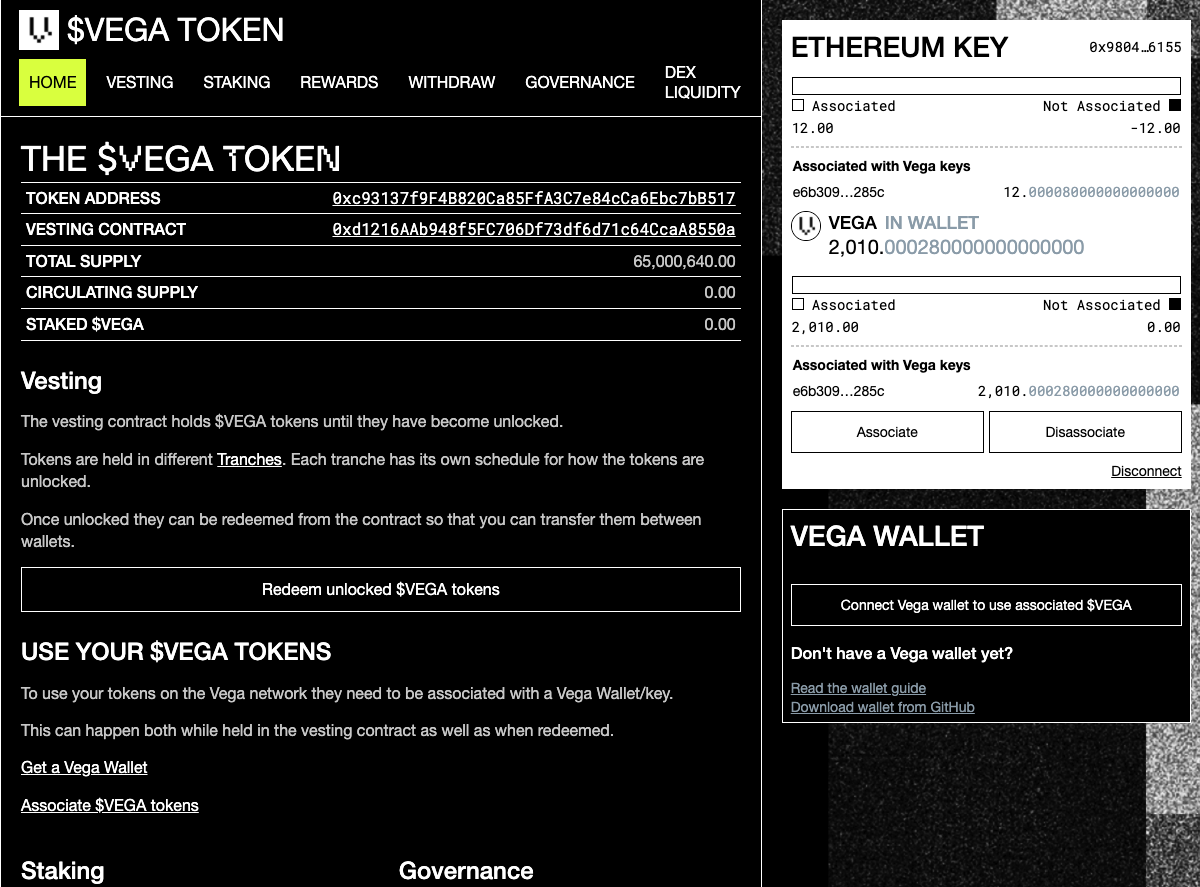 $VEGA TOKEN
HOME VESTING STAKING REWARDS WITHDRAW GOVERNANCE DEX LIQUIDITY
THE $VEGA TOKEN
TOKEN ADDRESS 0xc93137f9F4B820Ca85FfA3C7e84cCa6Ebc7bB517
VESTING CONTRACT 0xd1216AAb948f5FC706Df73df6d71c64CcaA8550a
TOTAL SUPPLY 65,000,640.00
CIRCULATING SUPPLY 0.00
STAKED $VEGA 0.00
Vesting
The vesting contract holds $VEGA tokens until they have become unlocked.
Tokens are held in different Tranches. Each tranche has its own schedule for how the tokens are
unlocked.
Once unlocked they can be redeemed from the contract so that you can transfer them between
wallets.
Redeem unlocked $VEGA tokens
USE YOUR $VEGA TOKENS
To use your tokens on the Vega network they need to be associated with a Vega Wallet/key.
This can happen both while held in the vesting contract as well as when redeemed.
Get a Vega Wallet
Associate $VEGA tokens
Staking Governance
ETHEREUM KEY 0x9804…6155
Associated Not Associated
12.00 -12.00
Associated with Vega keys
e6b309…285c 12.000080000000000000
VEGA IN WALLET
2,010.000280000000000000
Associated Not Associated
2,010.00 0.00
Associated with Vega keys
e6b309…285c 2,010.000280000000000000
Associate Disassociate
Disconnect
VEGA WALLET
Connect Vega wallet to use associated $VEGA
Don't have a Vega wallet yet?
Read the wallet guide
Download wallet from GitHub